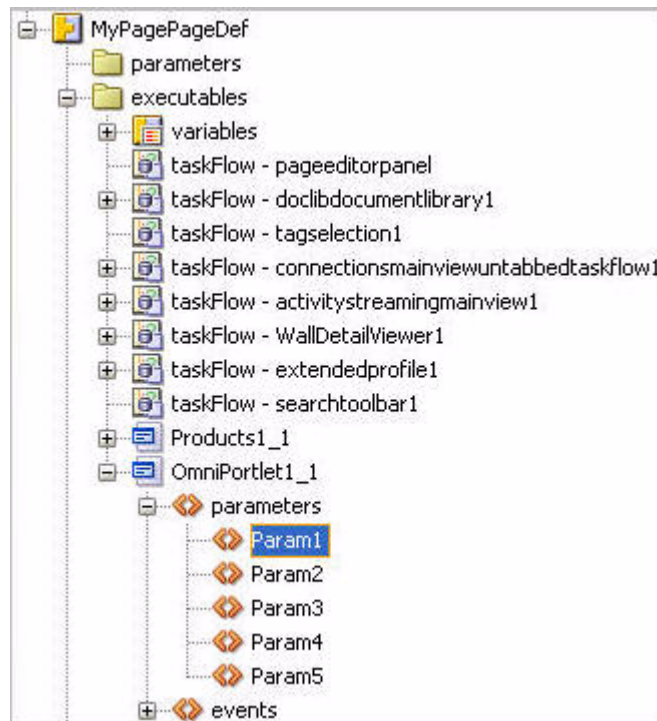 MyPagePageDef
parameters
executables
variables
taskFlow - pageeditorpanel
taskFlow - doclibdocumentlibrary1
taskFlow - tagselection1
taskFlow - connectionsmainviewuntabbedtaskflow1
taskFlow - activitystreamingmainview1
taskFlow - WallDetailViewer1
taskFlow - extendedprofile1
taskFlow - searchtoolbar1
Products1_1
OmniPortlet1_1
parameters
Param1
Param2
Param3
Param4
Param5
events